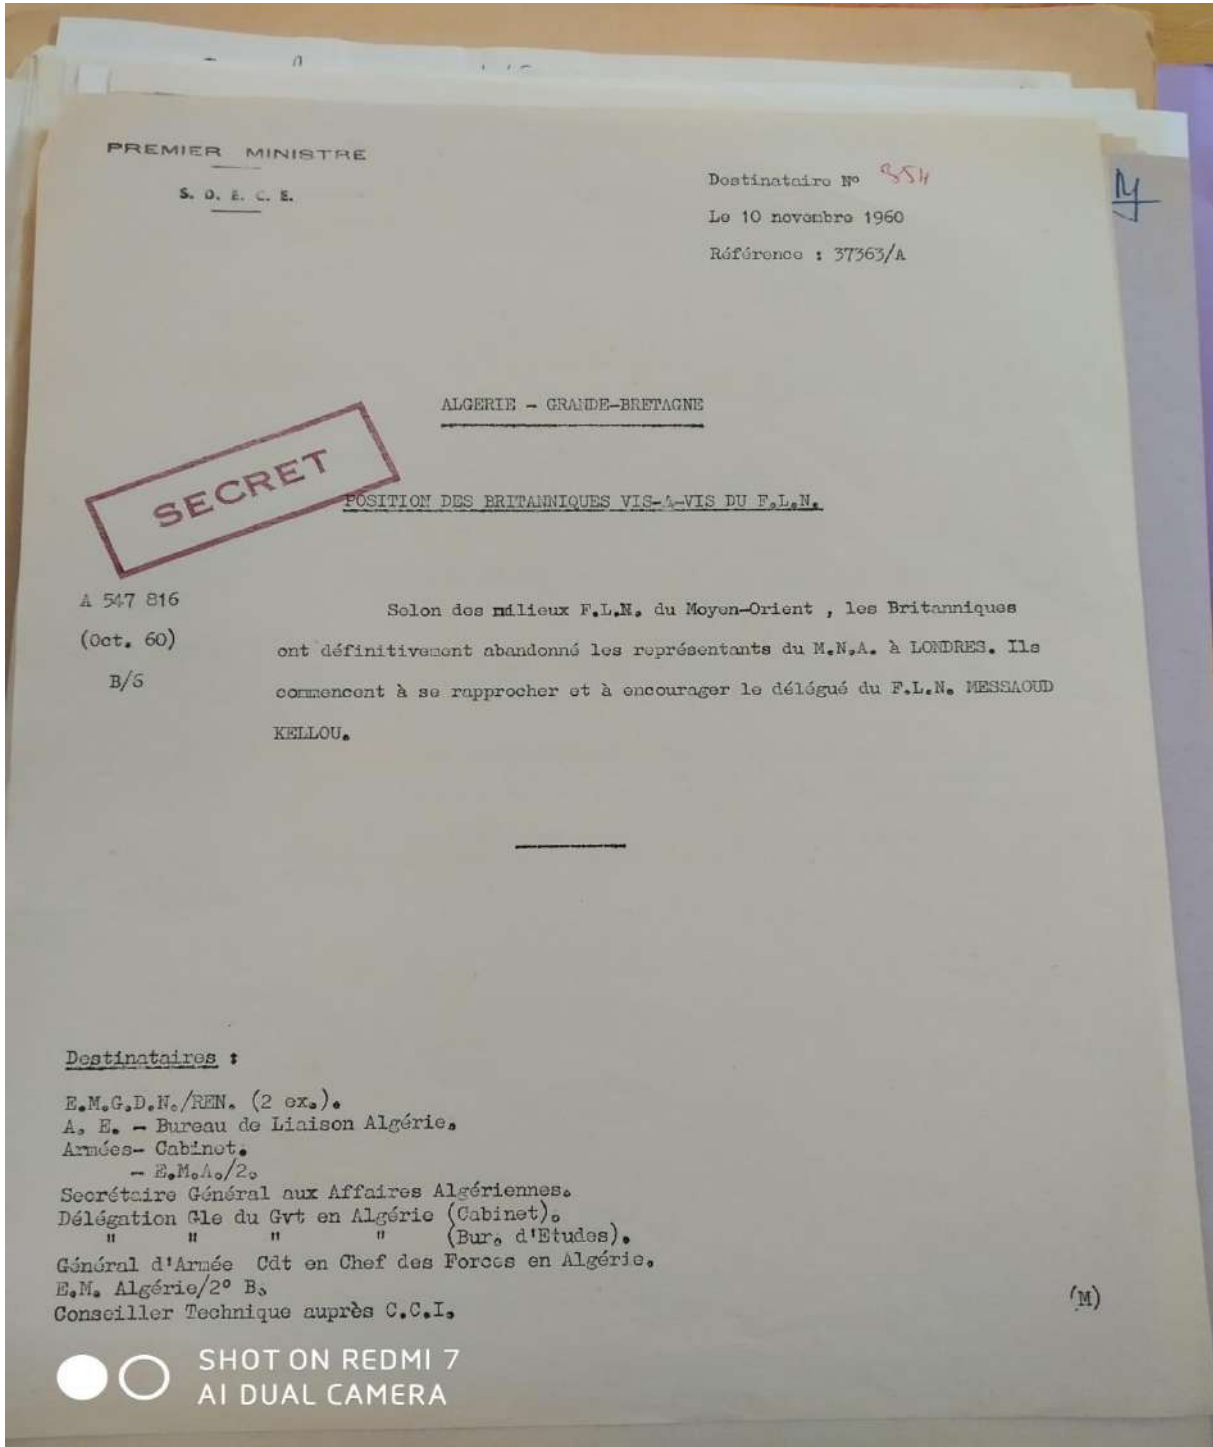 PREMIER MINISTRE
S. D. E. C. E.
Destinataire N° 354
Le 10 novembre 1960
Référence : 37363/A
ALGERIE - GRANDE-BRETAGNE
SECRET
POSITION DES BRITANNIQUES VIS-A-VIS DU F.L.N.
A 547 816
(Oct. 60)
B/6
Selon des milieux F.L.N. du Moyen-Orient , les Britanniques
ont définitivement abandonné les représentants du M.N.A. à LONDRES. Ils
commencent à se rapprocher et à encourager le délégué du F.L.N. MESSAOUD
KELLOU.
Destinataires :
E.M.G.D.N./REN. (2 ex.).
A. E. - Bureau de Liaison Algérie.
Armées- Cabinet.
- E.M.A./2.
Secrétaire Général aux Affaires Algériennes.
Délégation Gle du Gvt en Algérie (Cabinet).
" " " " (Bur. d'Etudes).
Général d'Armée Cdt en Chef des Forces en Algérie.
E.M. Algérie/2° B.
Conseiller Technique auprès C.C.I.
(M)
SHOT ON REDMI 7
AI DUAL CAMERA